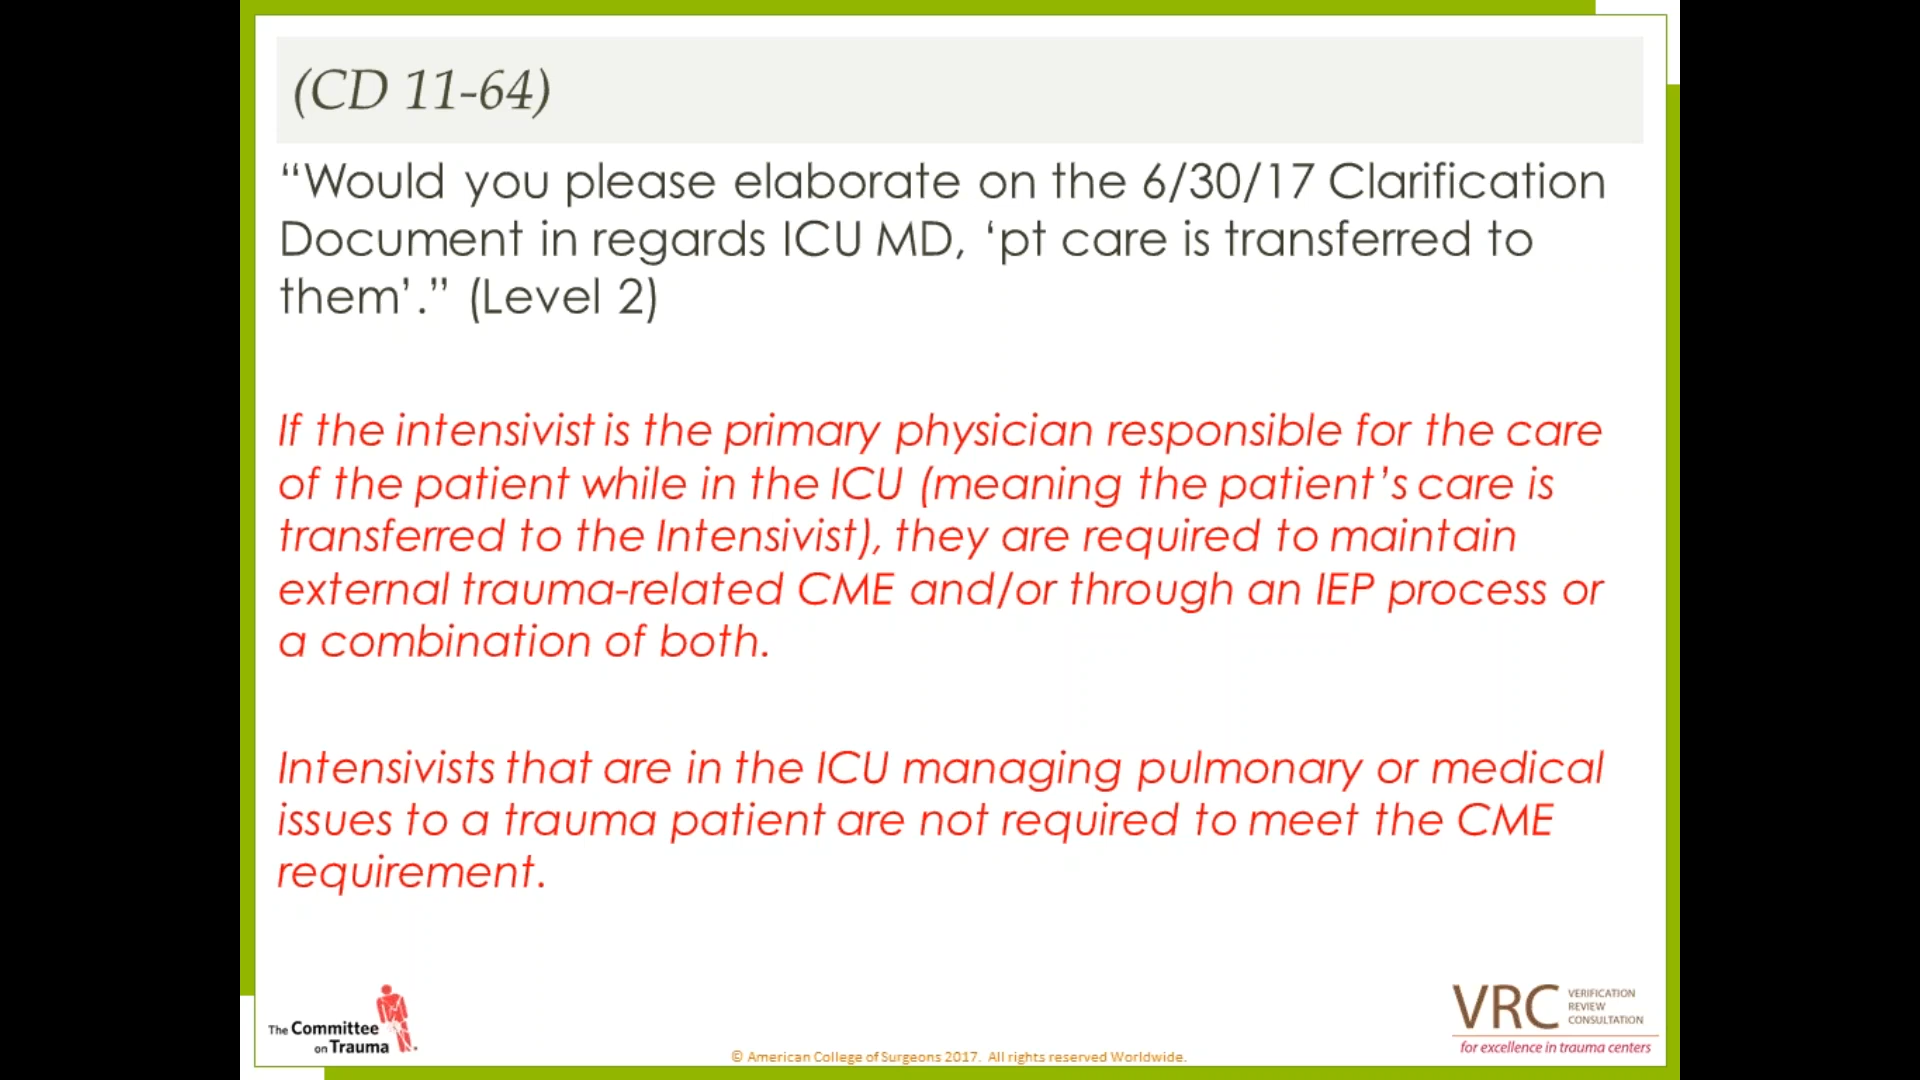 (CD 11-64)
“Would you please elaborate on the 6/30/17 Clarification
Document in regards ICU MD, ‘pt care is transferred to
them’.” (Level 2)
If the intensivist is the primary physician responsible for the care
of the patient while in the ICU (meaning the patient’s care is
transferred to the Intensivist), they are required to maintain
external trauma-related CME and/or through an IEP process or
a combination of both.
Intensivists that are in the ICU managing pulmonary or medical
issues to a trauma patient are not required to meet the CME
requirement.
The Committee
on Trauma
© American College of Surgeons 2017. All rights reserved Worldwide.
VRC
VERIFICATION
REVIEW
CONSULTATION
for excellence in trauma centers